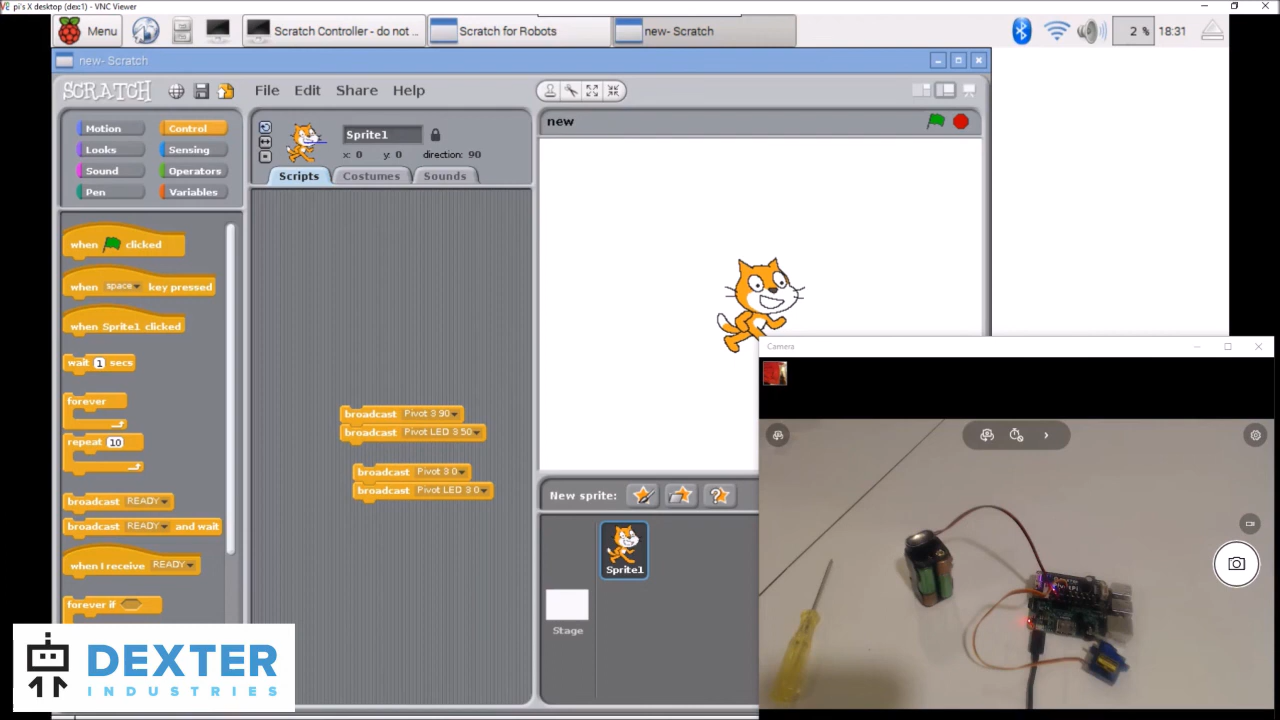 pi's X desktop (dex:1) - VNC Viewer
Menu
Scratch Controller - do not ...
Scratch for Robots
new- Scratch
2 %
18:31
new- Scratch
SCRATCH
File
Edit
Share
Help
Motion
Control
Looks
Sensing
Sound
Operators
Pen
Variables
Sprite1
x: 0 y: 0 direction: 90
Scripts
Costumes
Sounds
new
when clicked
when space key pressed
when Sprite1 clicked
wait 1 secs
forever
repeat 10
broadcast READY
broadcast READY and wait
when I receive READY
forever if
broadcast Pivot 3 90
broadcast Pivot LED 3 50
broadcast Pivot 3 0
broadcast Pivot LED 3 0
New sprite:
Sprite1
Stage
Camera
DEXTER
INDUSTRIES